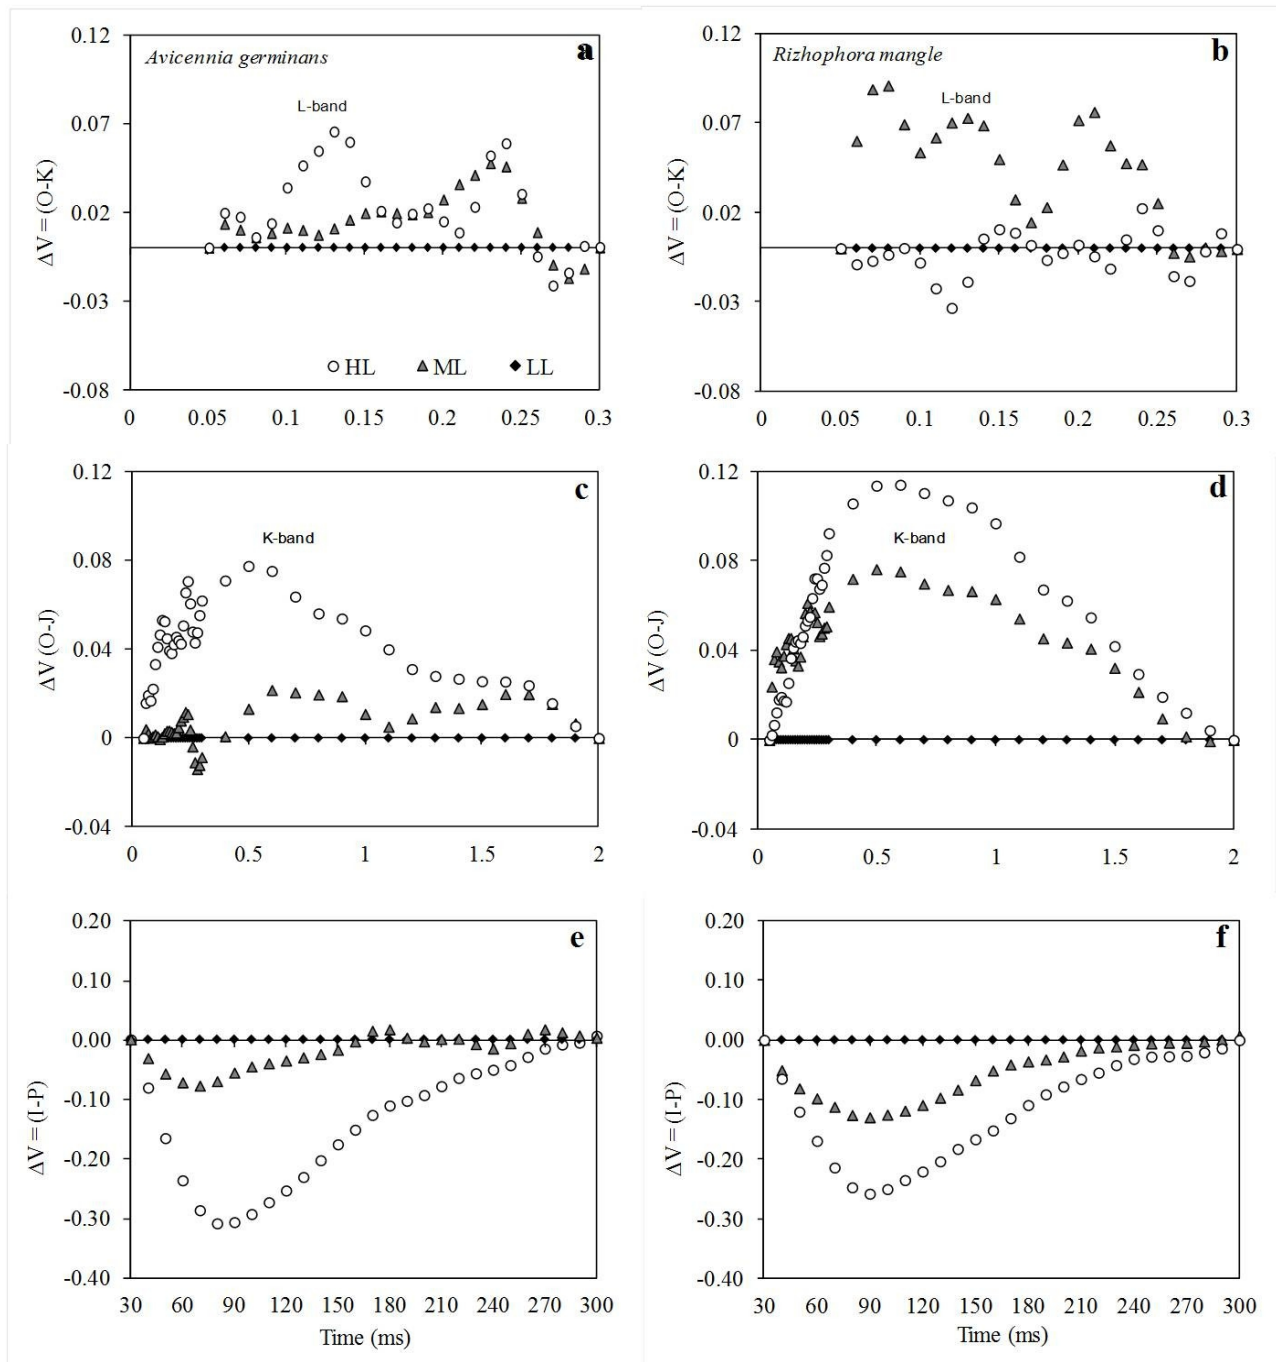 a
Avicennia germinans
L-band
ΔV = (O-K)
0.12
0.07
0.02
-0.03
-0.08
HL ML LL
0 0.05 0.1 0.15 0.2 0.25 0.3
b
Rizhophora mangle
L-band
ΔV = (O-K)
0.12
0.07
0.02
-0.03
-0.08
0 0.05 0.1 0.15 0.2 0.25 0.3
c
K-band
ΔV (O-J)
0.12
0.08
0.04
0
-0.04
0 0.5 1 1.5 2
d
K-band
ΔV (O-J)
0.12
0.08
0.04
0
-0.04
0 0.5 1 1.5 2
e
ΔV = (I-P)
0.20
0.10
0.00
-0.10
-0.20
-0.30
-0.40
30 60 90 120 150 180 210 240 270 300
Time (ms)
f
ΔV = (I-P)
0.20
0.10
0.00
-0.10
-0.20
-0.30
-0.40
30 60 90 120 150 180 210 240 270 300
Time (ms)